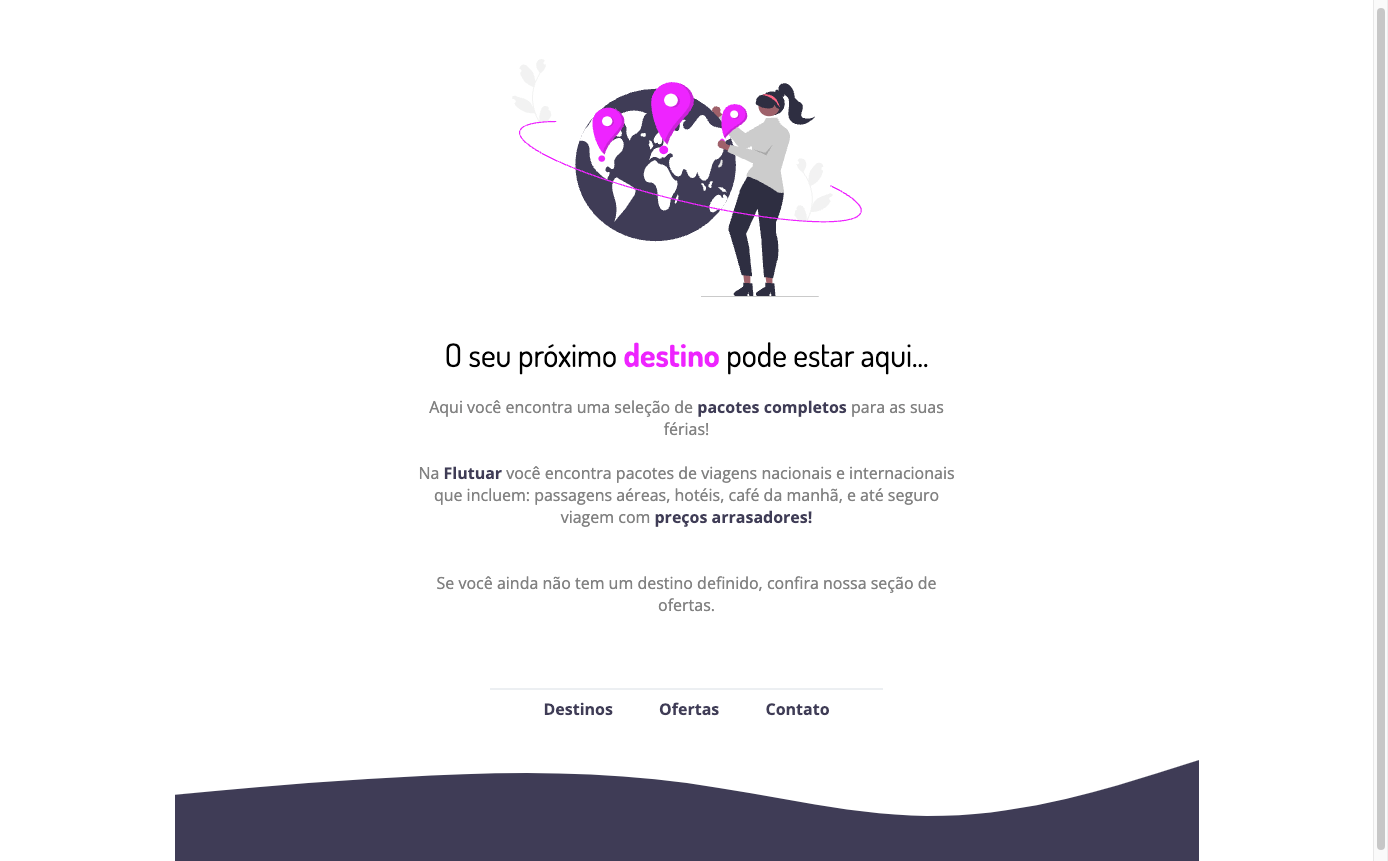 O seu próximo destino pode estar aqui...
Aqui você encontra uma seleção de pacotes completos para as suas
férias!
Na Flutuar você encontra pacotes de viagens nacionais e internacionais
que incluem: passagens aéreas, hotéis, café da manhã, e até seguro
viagem com preços arrasadores!
Se você ainda não tem um destino definido, confira nossa seção de
ofertas.
Destinos Ofertas Contato